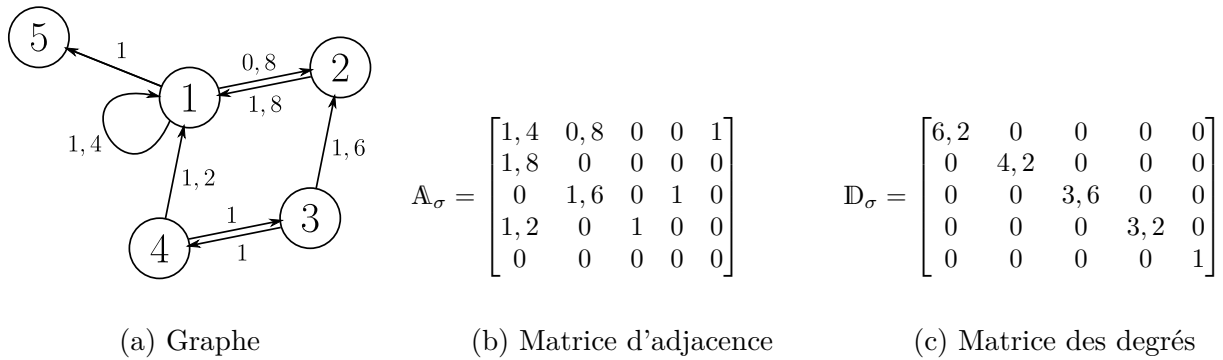 5
1
0, 8
2
1
1, 8
1, 4
1, 6
1, 2
1
3
4
1
𝔸σ = [1, 4 0, 8 0 0 1
1, 8 0 0 0 0
0 1, 6 0 1 0
1, 2 0 1 0 0
0 0 0 0 0]
𝔻σ = [6, 2 0 0 0 0
0 4, 2 0 0 0
0 0 3, 6 0 0
0 0 0 3, 2 0
0 0 0 0 1]
(a) Graphe
(b) Matrice d'adjacence
(c) Matrice des degrés